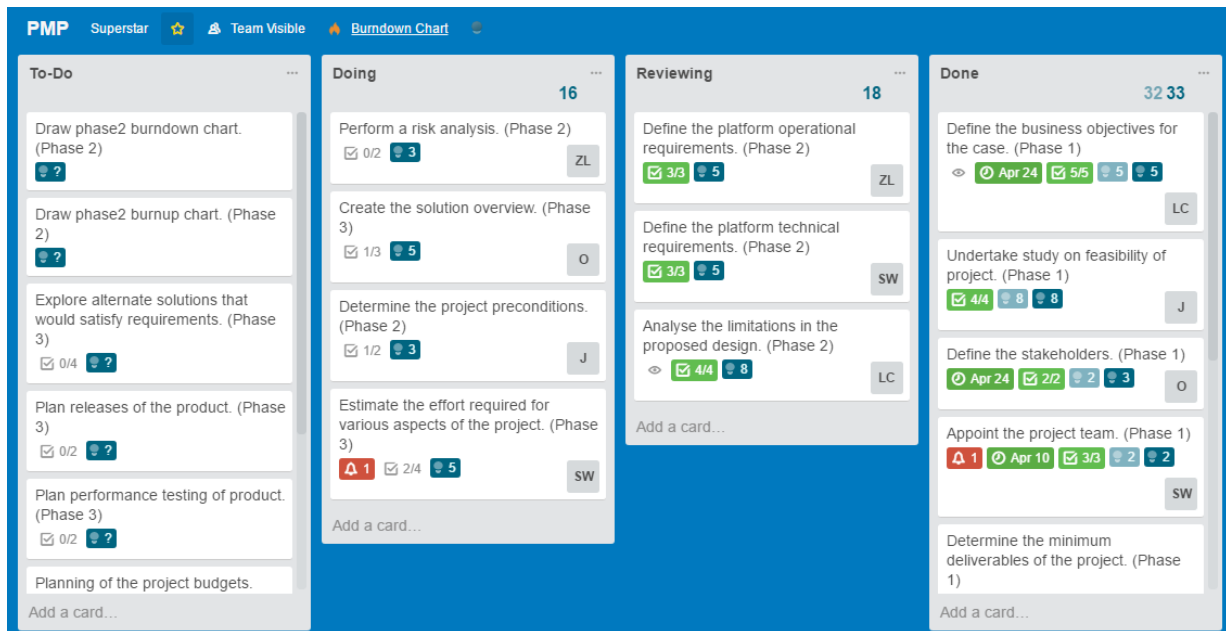 PMP Superstar Team Visible Burndown Chart
To-Do
Draw phase2 burndown chart.
(Phase 2)
?
Draw phase2 burnup chart. (Phase
2)
?
Explore alternate solutions that
would satisfy requirements. (Phase
3)
0/4 ?
Plan releases of the product. (Phase
3)
0/2 ?
Plan performance testing of product.
(Phase 3)
0/2 ?
Planning of the project budgets.
Add a card...
Doing
16
Perform a risk analysis. (Phase 2)
0/2 3
ZL
Create the solution overview. (Phase
3)
1/3 5
O
Determine the project preconditions.
(Phase 2)
1/2 3
J
Estimate the effort required for
various aspects of the project. (Phase
3)
1 2/4 5
SW
Add a card...
Reviewing
18
Define the platform operational
requirements. (Phase 2)
3/3 5
ZL
Define the platform technical
requirements. (Phase 2)
3/3 5
SW
Analyse the limitations in the
proposed design. (Phase 2)
4/4 8
LC
Add a card...
Done
32 33
Define the business objectives for
the case. (Phase 1)
Apr 24 5/5 5 5
LC
Undertake study on feasibility of
project. (Phase 1)
4/4 8 8
J
Define the stakeholders. (Phase 1)
Apr 24 2/2 2 3
O
Appoint the project team. (Phase 1)
1 Apr 10 3/3 2 2
SW
Determine the minimum
deliverables of the project. (Phase
1)
Add a card...